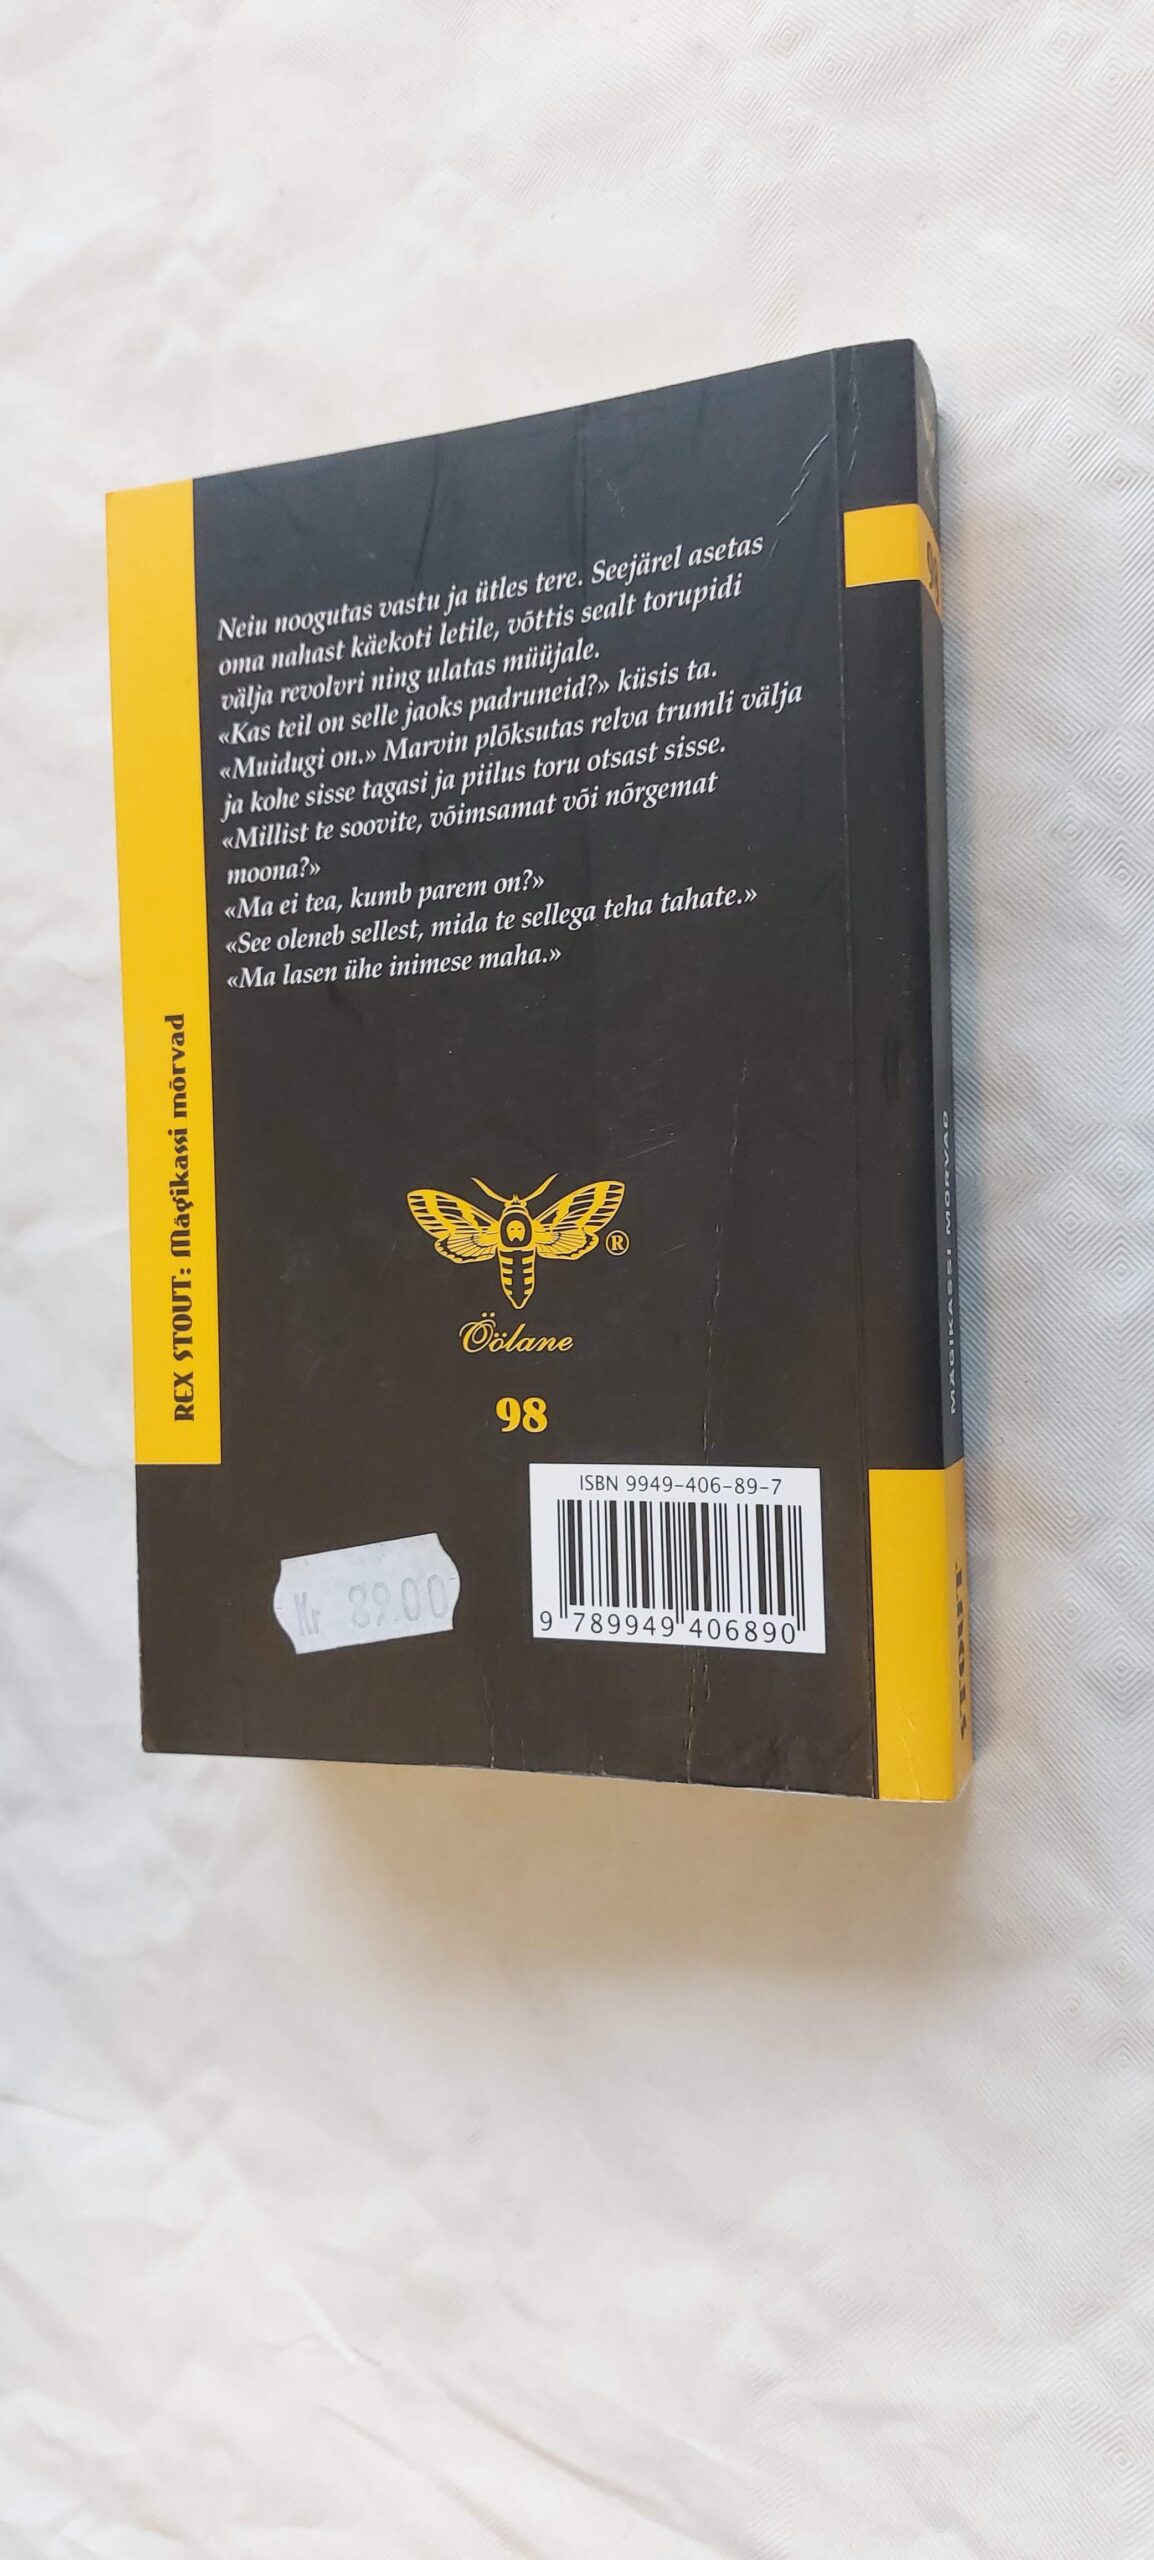 Neiu noogutas vastu ja ütles tere. Seejärel asetas
oma nahast käekoti letile, võttis sealt torupidi
välja revolvri ning ulatas müüjale.
«Kas teil on selle jaoks padruneid?» küsis ta.
«Muidugi on.» Marvin plõksutas relva trumli välja
ja kohe sisse tagasi ja piilus toru otsast sisse.
«Millist te soovite, võimsamat või nõrgemat
moona?»
«Ma ei tea, kumb parem on?»
«See oleneb sellest, mida te sellega teha tahate.»
«Ma lasen ühe inimese maha.»
REX STOUT: Mägikassi mõrvad
®
Öölane
98
ISBN 9949-406-89-7
9 789949 406890
Kr 89.00
98
MÄGIKASSI MÕRVAD